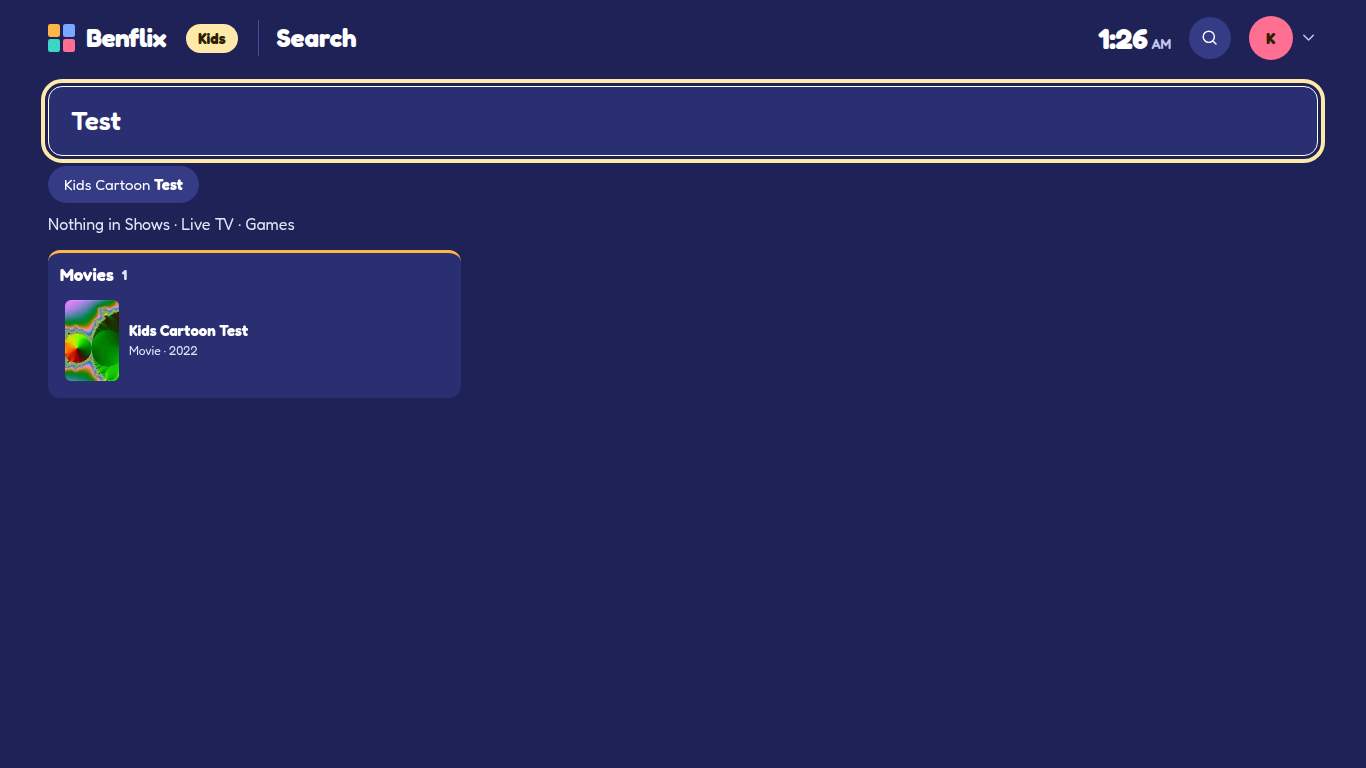 Benflix Kids Search 1:26 AM K
Test
Kids Cartoon Test
Nothing in Shows · Live TV · Games
Movies 1
Kids Cartoon Test
Movie · 2022